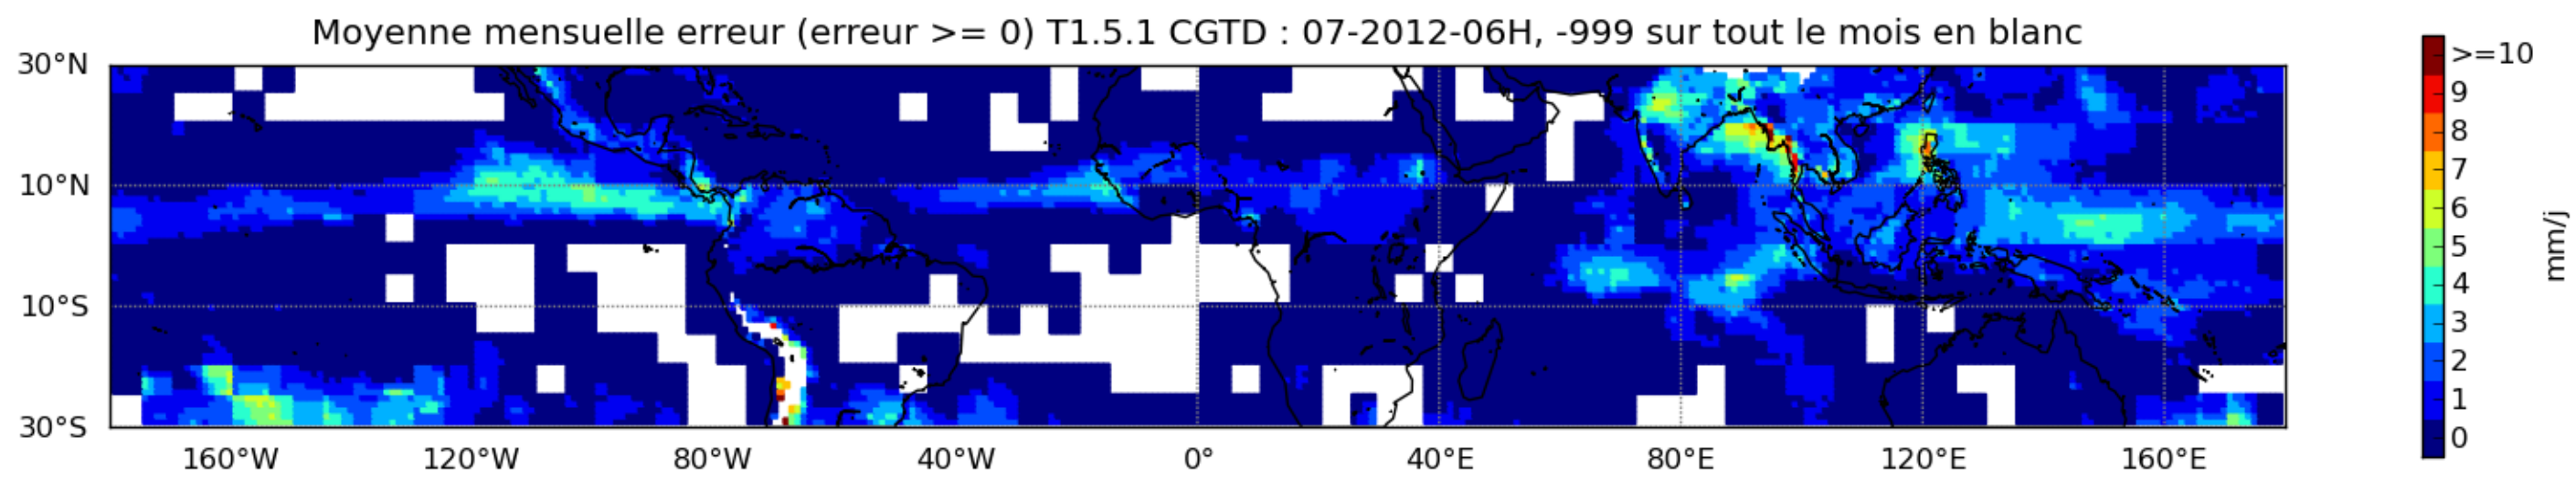 Moyenne mensuelle erreur (erreur >= 0) T1.5.1 CGTD : 07-2012-06H, -999 sur tout le mois en blanc
30°N
10°N
10°S
30°S
160°W 120°W 80°W 40°W 0° 40°E 80°E 120°E 160°E
>=10
9
8
7
6
5
4
3
2
1
0
mm/j